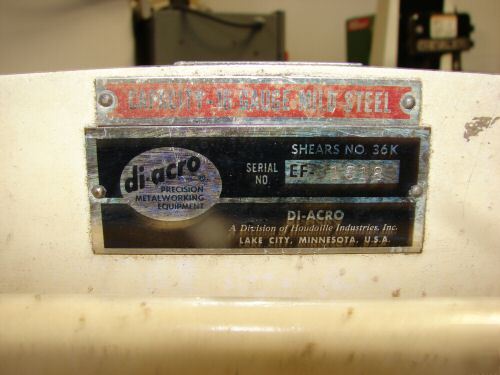 CAPACITY-16 GAUGE MILD STEEL
di-acro®
PRECISION
METALWORKING
EQUIPMENT
SHEARS NO. 36K
SERIAL
NO.
DI-ACRO
A Division of Houdaille Industries, Inc.
LAKE CITY, MINNESOTA, U.S.A.